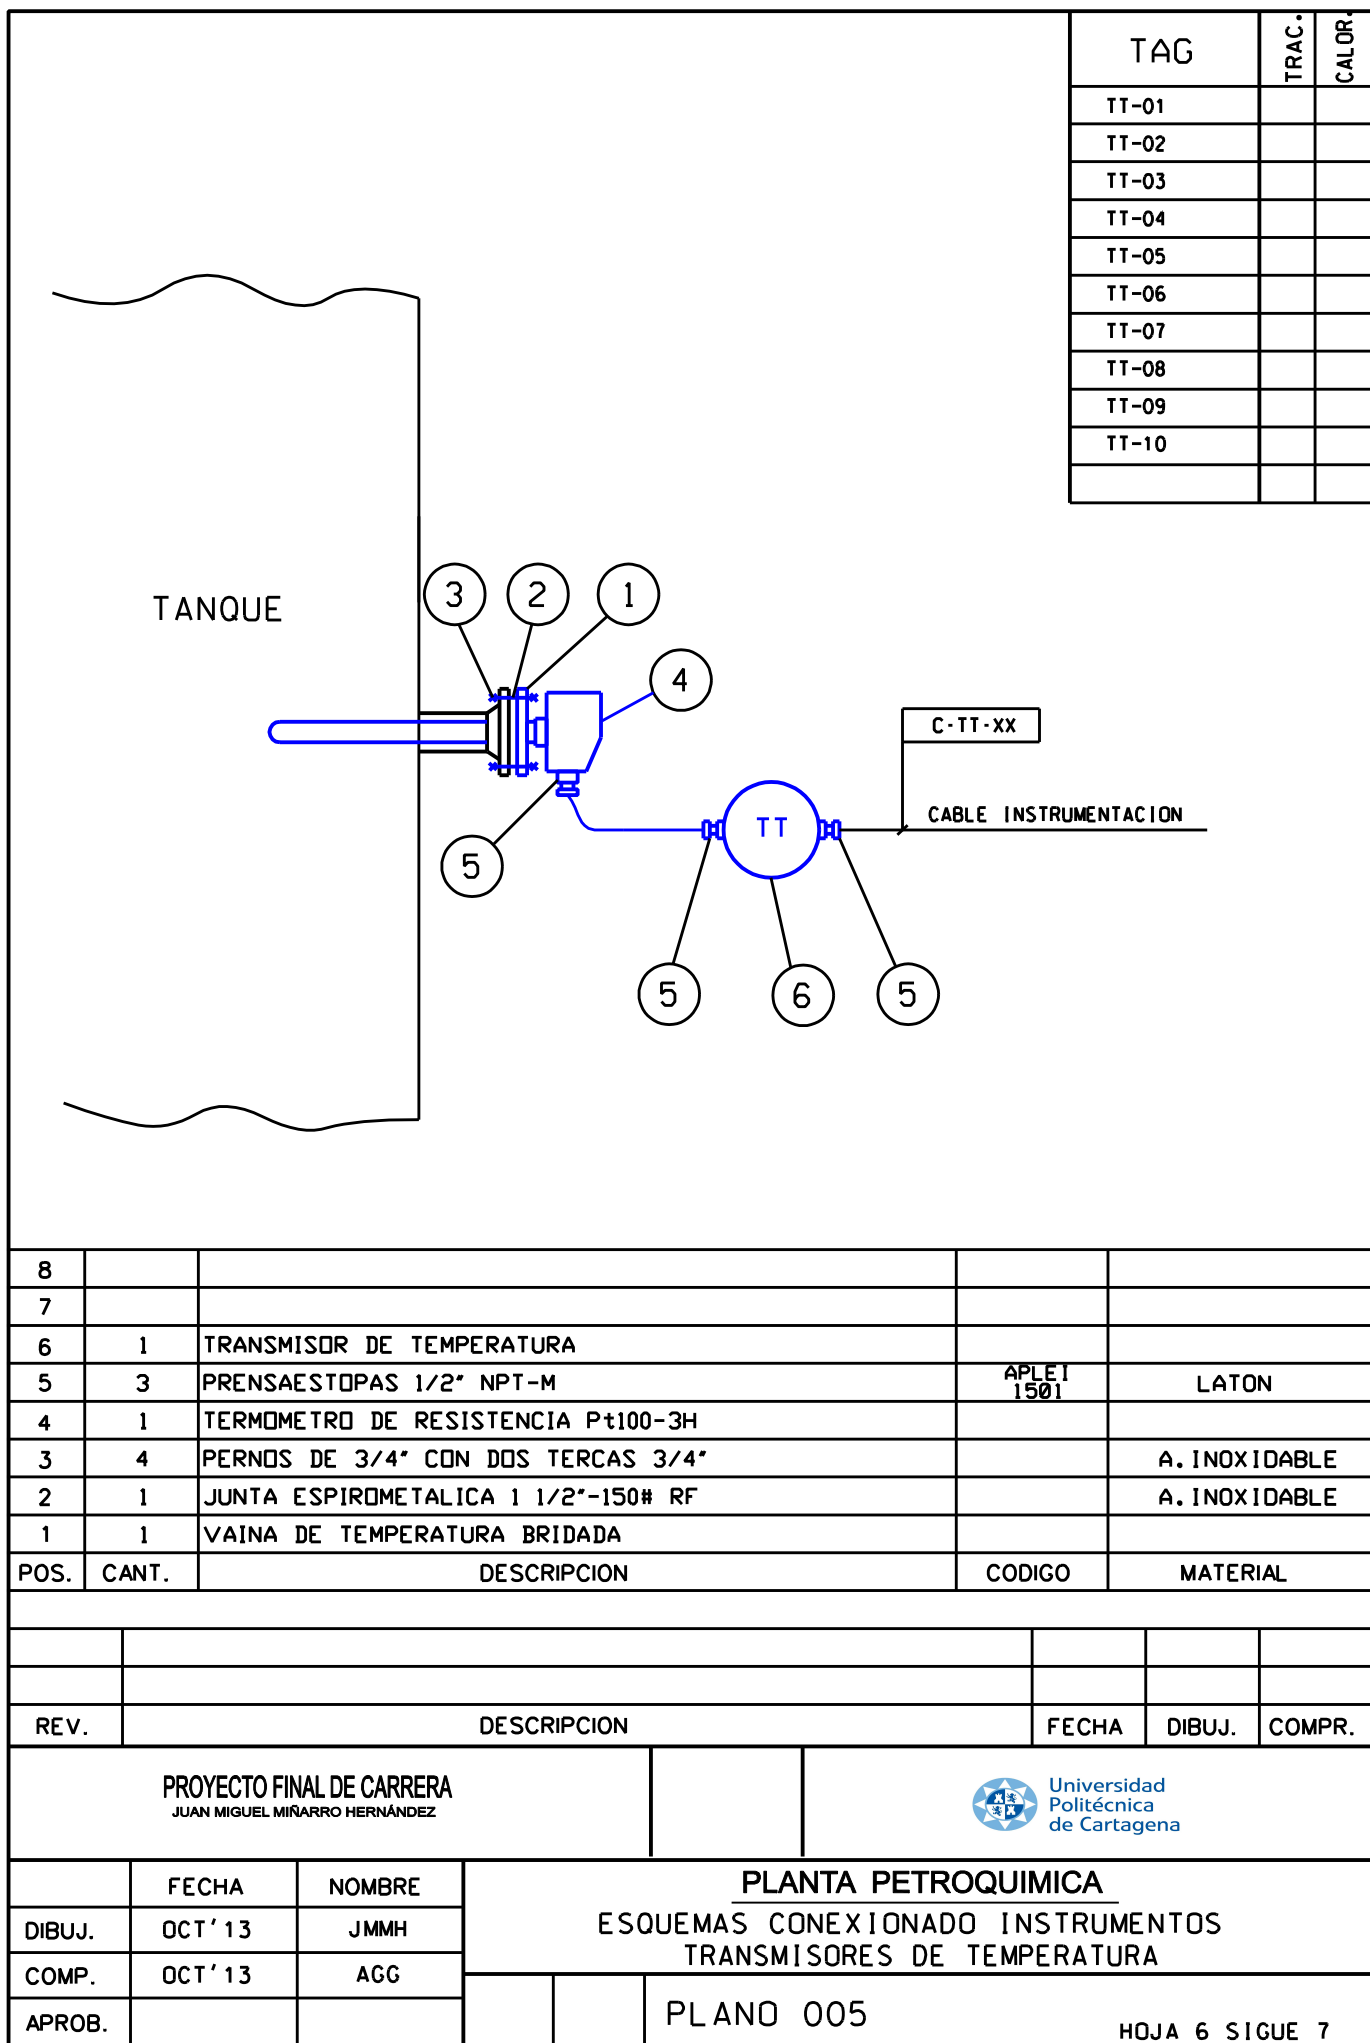 TAG TRAC. CALOR.
TT-01
TT-02
TT-03
TT-04
TT-05
TT-06
TT-07
TT-08
TT-09
TT-10
TANQUE
3 2 1
4
C-TT-XX
CABLE INSTRUMENTACION
TT
5
5 6 5
8
7
6 1 TRANSMISOR DE TEMPERATURA
5 3 PRENSAESTOPAS 1/2" NPT-M APLEI 1501 LATON
4 1 TERMOMETRO DE RESISTENCIA Pt100-3H
3 4 PERNOS DE 3/4" CON DOS TERCAS 3/4" A.INOXIDABLE
2 1 JUNTA ESPIROMETALICA 1 1/2"-150# RF A.INOXIDABLE
1 1 VAINA DE TEMPERATURA BRIDADA
POS. CANT. DESCRIPCION CODIGO MATERIAL
REV. DESCRIPCION FECHA DIBUJ. COMPR.
PROYECTO FINAL DE CARRERA
JUAN MIGUEL MIÑARRO HERNÁNDEZ
Universidad
Politécnica
de Cartagena
FECHA NOMBRE
DIBUJ. OCT'13 JMMH
COMP. OCT'13 AGG
APROB.
PLANTA PETROQUIMICA
ESQUEMAS CONEXIONADO INSTRUMENTOS
TRANSMISORES DE TEMPERATURA
PLANO 005
HOJA 6 SIGUE 7